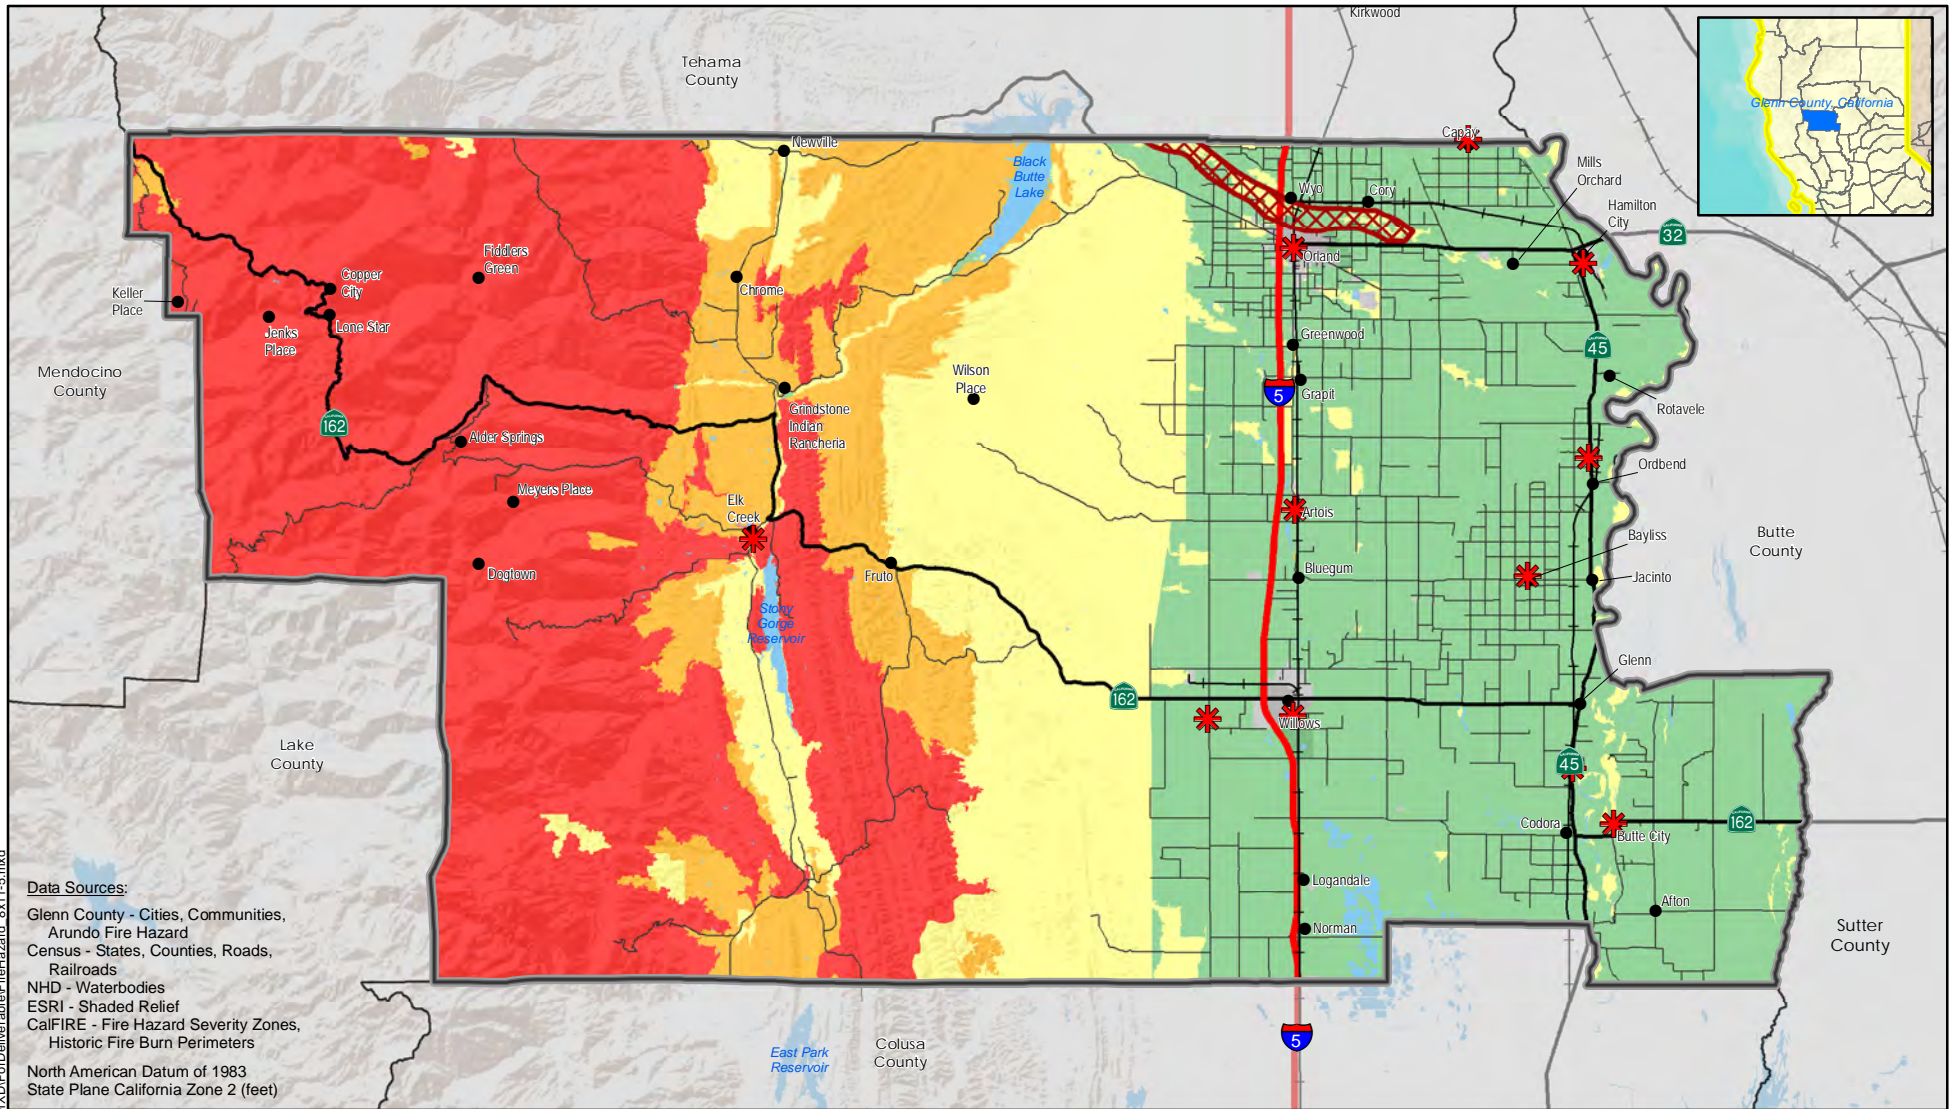 Kirkwood
Tehama
County
Glenn County, California
Capay
Newville
Black
Butte
Lake
Mills
Orchard
Wyo
Cory
Hamilton
City
CALIFORNIA
32
Fiddlers
Green
Orland
Copper
City
Chrome
Keller
Place
Lone Star
Jenks
Place
Greenwood
CALIFORNIA
45
Mendocino
County
Wilson
Place
5
Grapit
Rotavele
Grindstone
Indian
Rancheria
CALIFORNIA
162
Alder Springs
Ordbend
Meyers Place
Elk
Creek
Artois
Bayliss
Butte
County
Dogtown
Fruto
Bluegum
Jacinto
Stony
Gorge
Reservoir
Glenn
CALIFORNIA
162
Willows
Lake
County
CALIFORNIA
45
CALIFORNIA
162
Codora
Butte City
Logandale
Afton
Norman
Sutter
County
Data Sources:
Glenn County - Cities, Communities,
Arundo Fire Hazard
Census - States, Counties, Roads,
Railroads
NHD - Waterbodies
ESRI - Shaded Relief
CalFIRE - Fire Hazard Severity Zones,
Historic Fire Burn Perimeters
North American Datum of 1983
State Plane California Zone 2 (feet)
East Park
Reservoir
Colusa
County
5